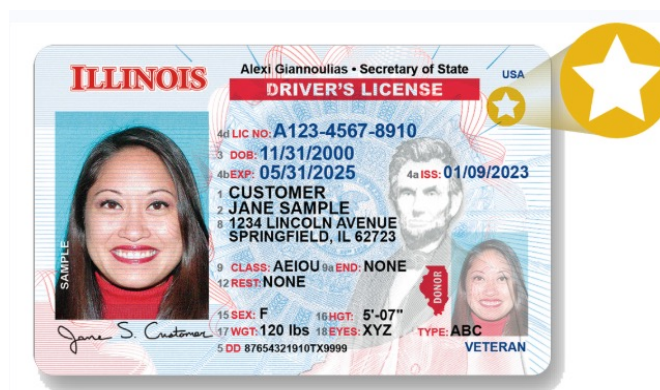 ILLINOIS
Alexi Giannoulias • Secretary of State
USA
DRIVER'S LICENSE
4d LIC NO: A123-4567-8910
3 DOB: 11/31/2000
4b EXP: 05/31/2025 4a ISS: 01/09/2023
1 CUSTOMER
2 JANE SAMPLE
8 1234 LINCOLN AVENUE
SPRINGFIELD, IL 62723
9 CLASS: AEIOU 9a END: NONE
12 REST: NONE
SAMPLE
DONOR
15 SEX: F 16 HGT: 5'-07"
17 WGT: 120 lbs 18 EYES: XYZ TYPE: ABC
Jane S. Customer
5 DD 87654321910TX9999
VETERAN